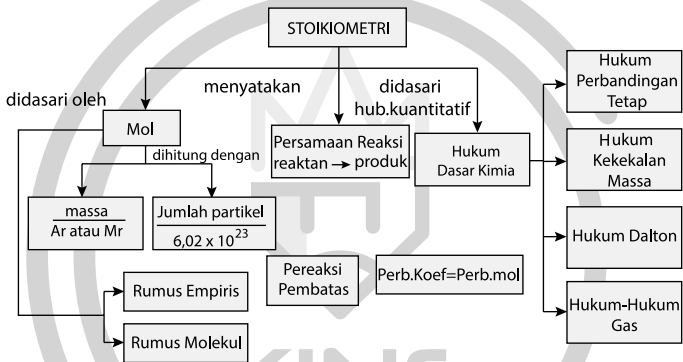 STOIKIOMETRI
didasari oleh
menyatakan
didasari
hub.kuantitatif
Mol
dihitung dengan
massa
Ar atau Mr
Jumlah partikel
6,02 x 10²³
Persamaan Reaksi
reaktan → produk
Hukum
Dasar Kimia
Hukum
Perbandingan
Tetap
Hukum
Kekekalan
Massa
Hukum Dalton
Hukum-Hukum
Gas
Pereaksi
Pembatas
Perb.Koef=Perb.mol
Rumus Empiris
Rumus Molekul
KING